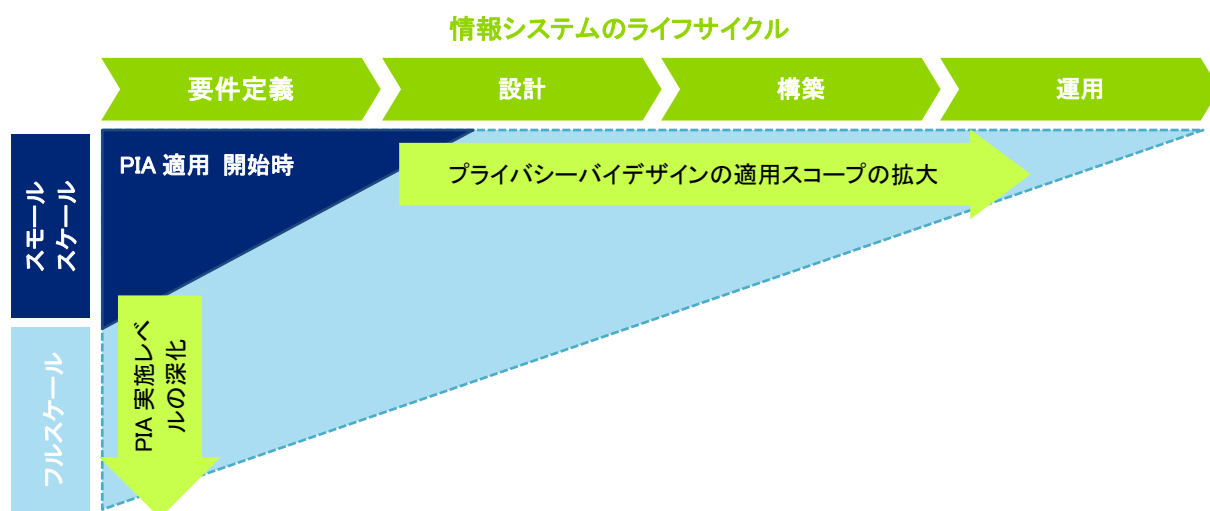 情報システムのライフサイクル
要件定義
設計
構築
運用
スモール
スケール
PIA 適用 開始時
プライバシーバイデザインの適用スコープの拡大
フルスケール
PIA 実施レベ
ルの深化